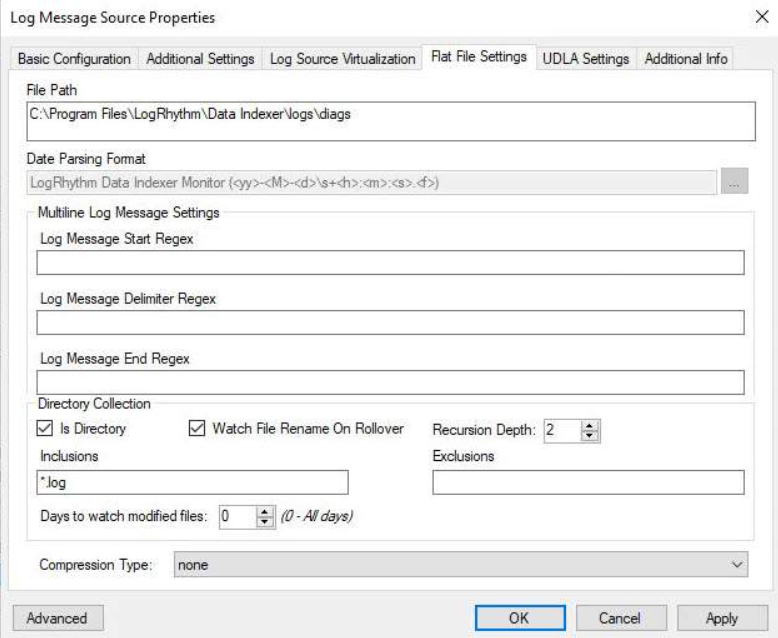 Log Message Source Properties
Basic Configuration Additional Settings Log Source Virtualization Flat File Settings UDLA Settings Additional Info
File Path
C:\Program Files\LogRhythm\Data Indexer\logs\diags
Date Parsing Format
LogRhythm Data Indexer Monitor (<yy>-<M>-<d>\s+<h>:<m>:<s>.<f>) ...
Multiline Log Message Settings
Log Message Start Regex
Log Message Delimiter Regex
Log Message End Regex
Directory Collection
Is Directory Watch File Rename On Rollover Recursion Depth: 2
Inclusions Exclusions
*.log
Days to watch modified files: 0 (0 - All days)
Compression Type: none
Advanced OK Cancel Apply